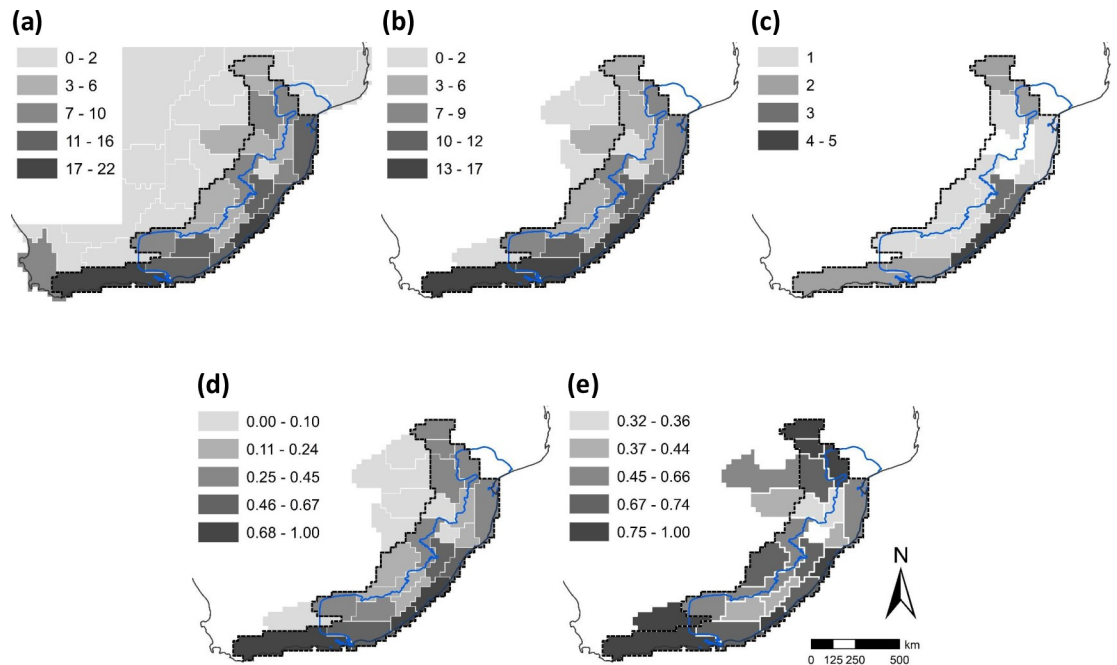 (a)
0 - 2
3 - 6
7 - 10
11 - 16
17 - 22
(b)
0 - 2
3 - 6
7 - 9
10 - 12
13 - 17
(c)
1
2
3
4 - 5
(d)
0.00 - 0.10
0.11 - 0.24
0.25 - 0.45
0.46 - 0.67
0.68 - 1.00
(e)
0.32 - 0.36
0.37 - 0.44
0.45 - 0.66
0.67 - 0.74
0.75 - 1.00
N
km
0 125 250 500